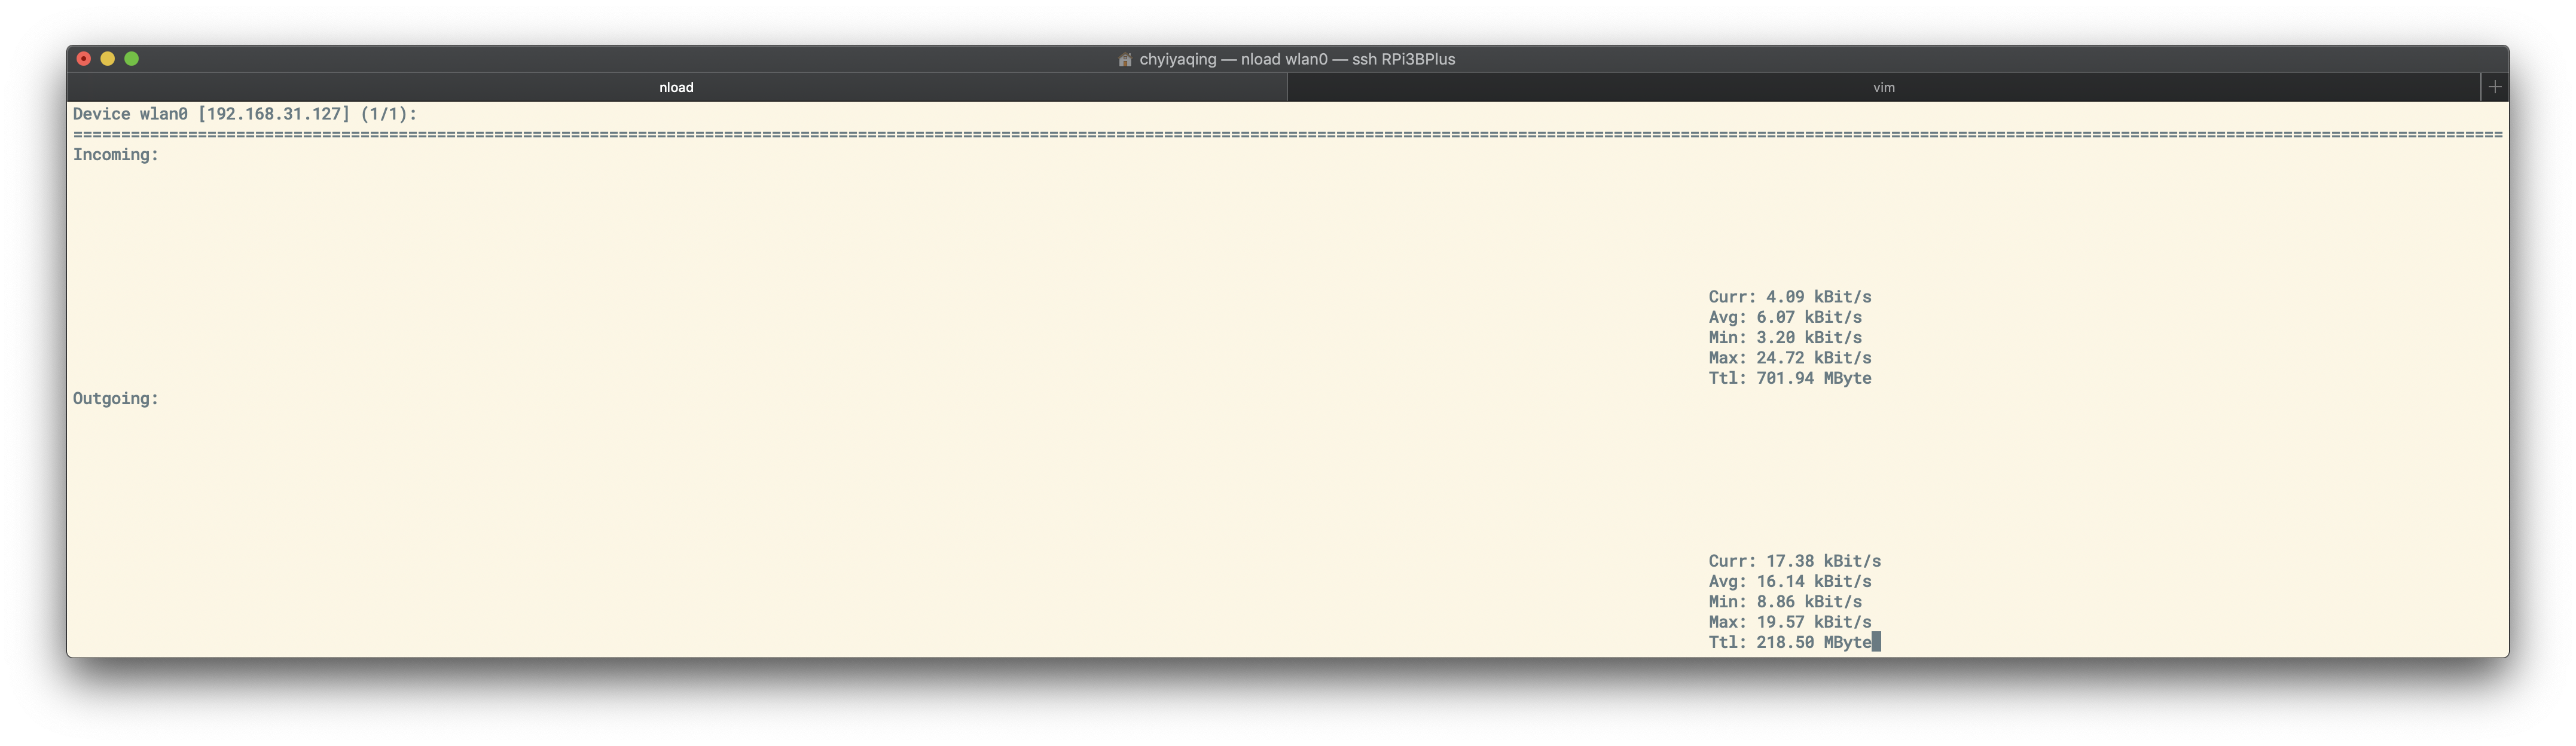 chyiyaqing — nload wlan0 — ssh RPi3BPlus
nload
vim
Device wlan0 [192.168.31.127] (1/1):
================================================================================================================================================================================================================================================================
Incoming:
Curr: 4.09 kBit/s
Avg: 6.07 kBit/s
Min: 3.20 kBit/s
Max: 24.72 kBit/s
Ttl: 701.94 MByte
Outgoing:
Curr: 17.38 kBit/s
Avg: 16.14 kBit/s
Min: 8.86 kBit/s
Max: 19.57 kBit/s
Ttl: 218.50 MByte